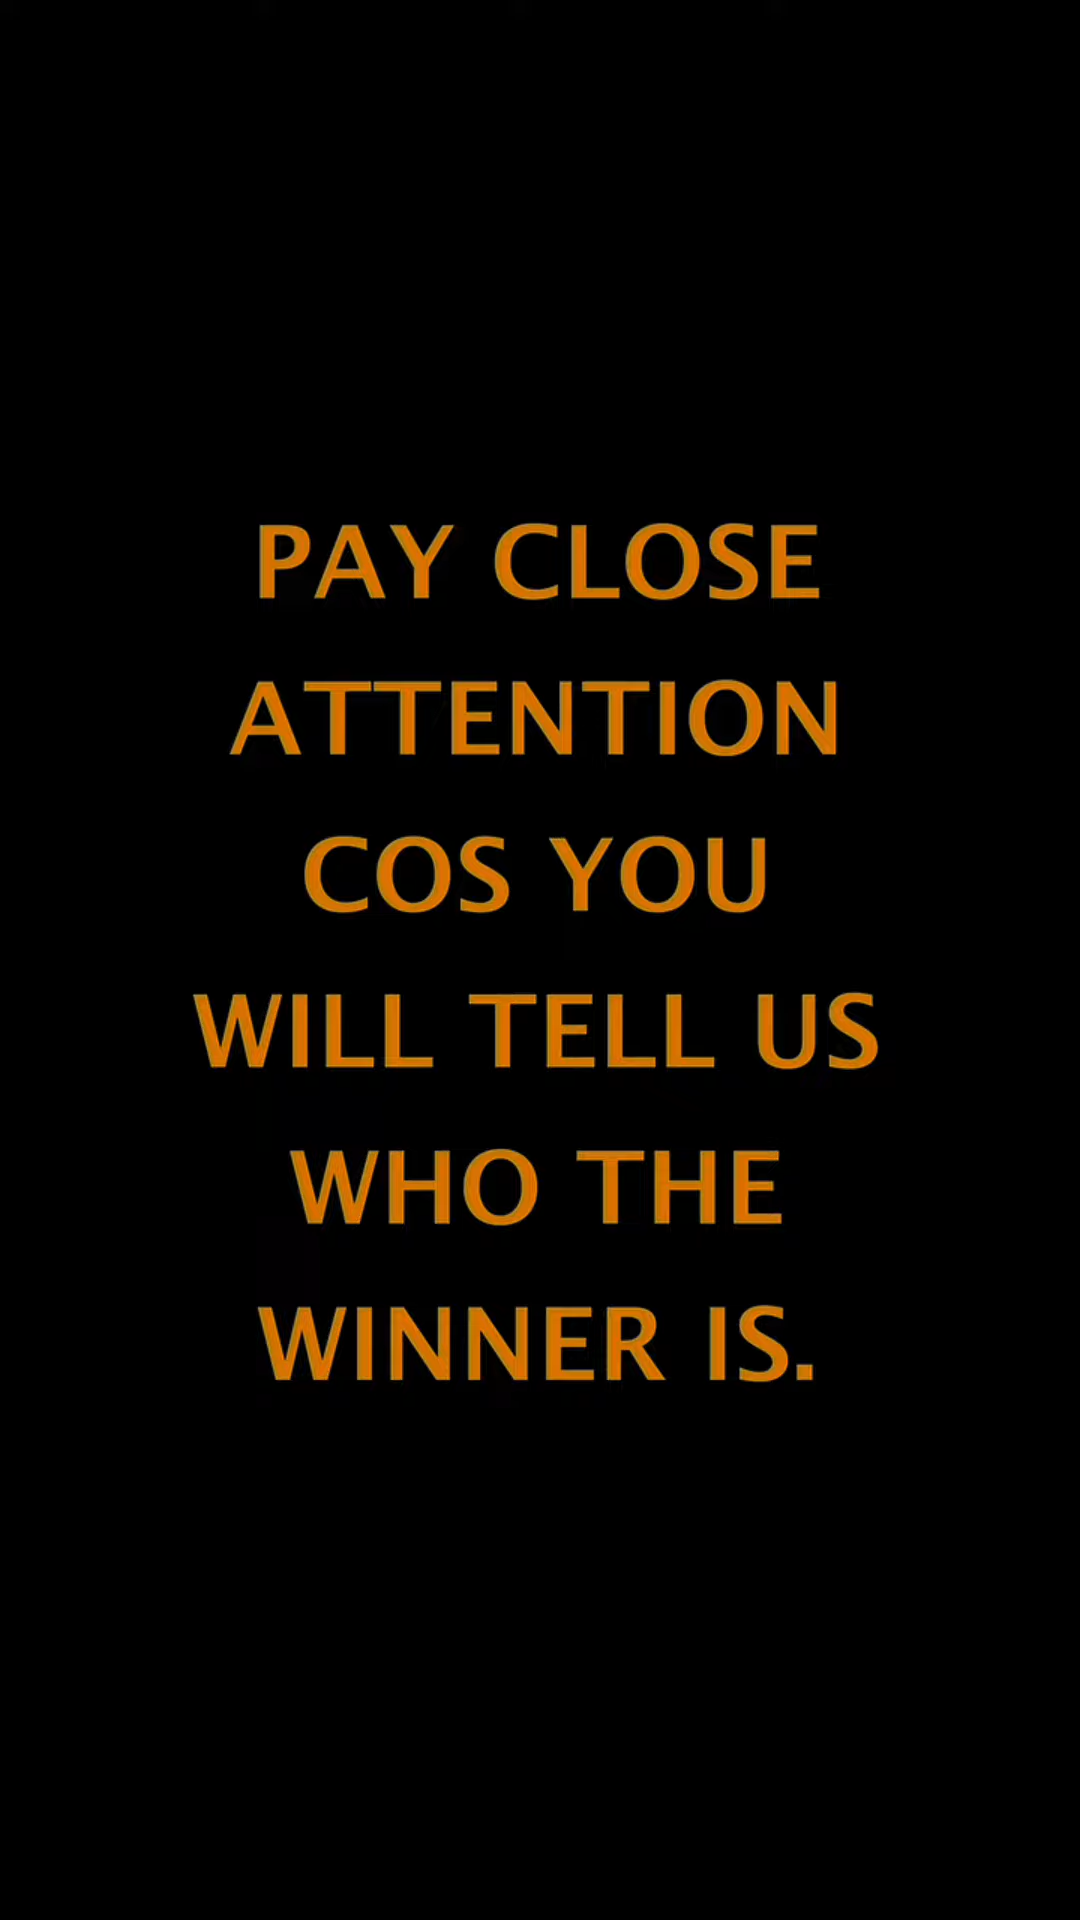 PAY CLOSE
ATTENTION
COS YOU
WILL TELL US
WHO THE
WINNER IS.